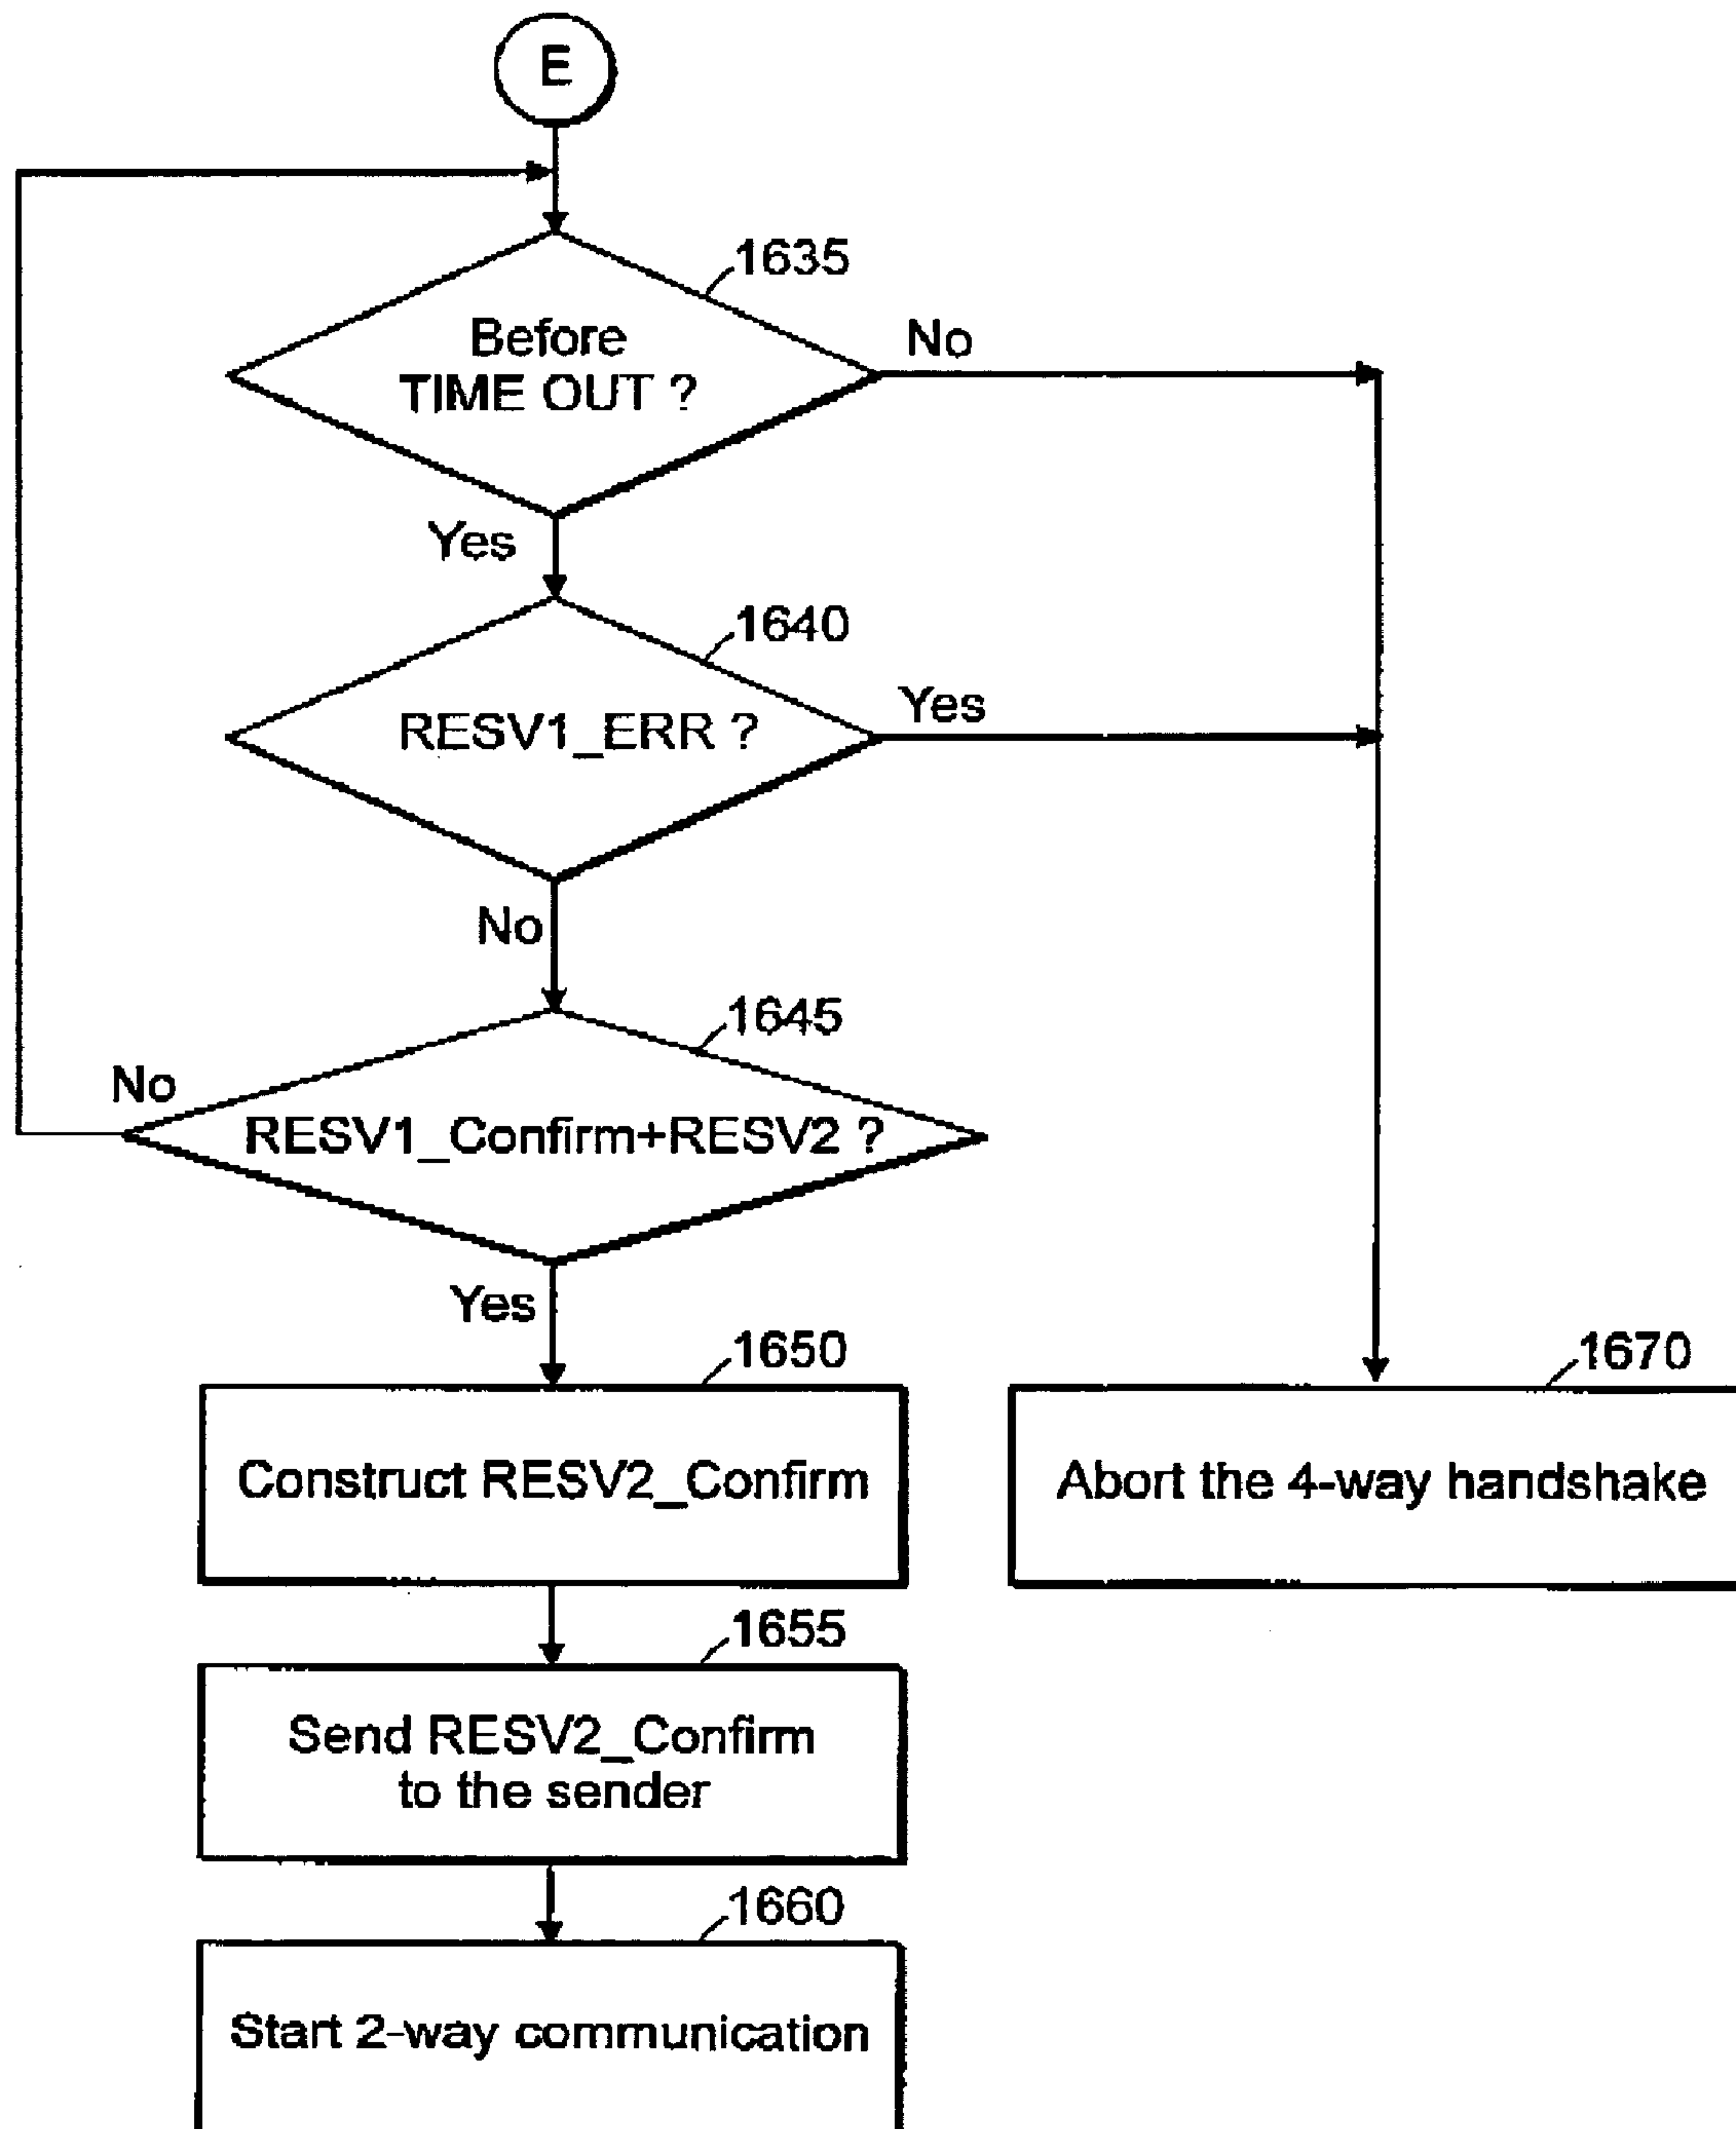 E
1635
Before
TIME OUT ?
No
Yes
1640
RESV1_ERR ?
Yes
No
1645
No
RESV1_Confirm+RESV2 ?
Yes
1650
Construct RESV2_Confirm
1670
Abort the 4-way handshake
1655
Send RESV2_Confirm
to the sender
1660
Start 2-way communication